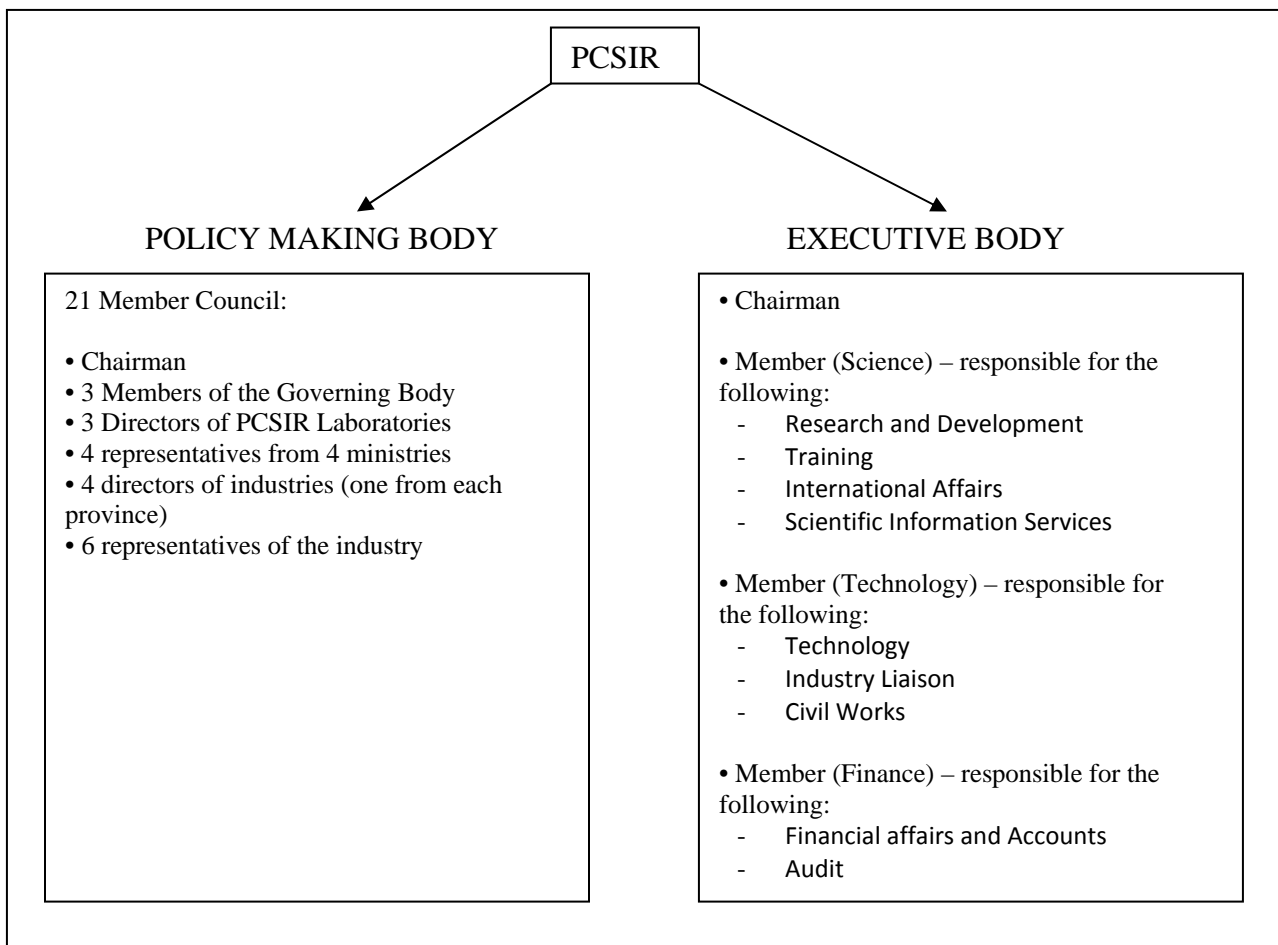 PCSIR
POLICY MAKING BODY
21 Member Council:
• Chairman
• 3 Members of the Governing Body
• 3 Directors of PCSIR Laboratories
• 4 representatives from 4 ministries
• 4 directors of industries (one from each
province)
• 6 representatives of the industry
EXECUTIVE BODY
• Chairman
• Member (Science) – responsible for the
following:
- Research and Development
- Training
- International Affairs
- Scientific Information Services
• Member (Technology) – responsible for
the following:
- Technology
- Industry Liaison
- Civil Works
• Member (Finance) – responsible for the
following:
- Financial affairs and Accounts
- Audit